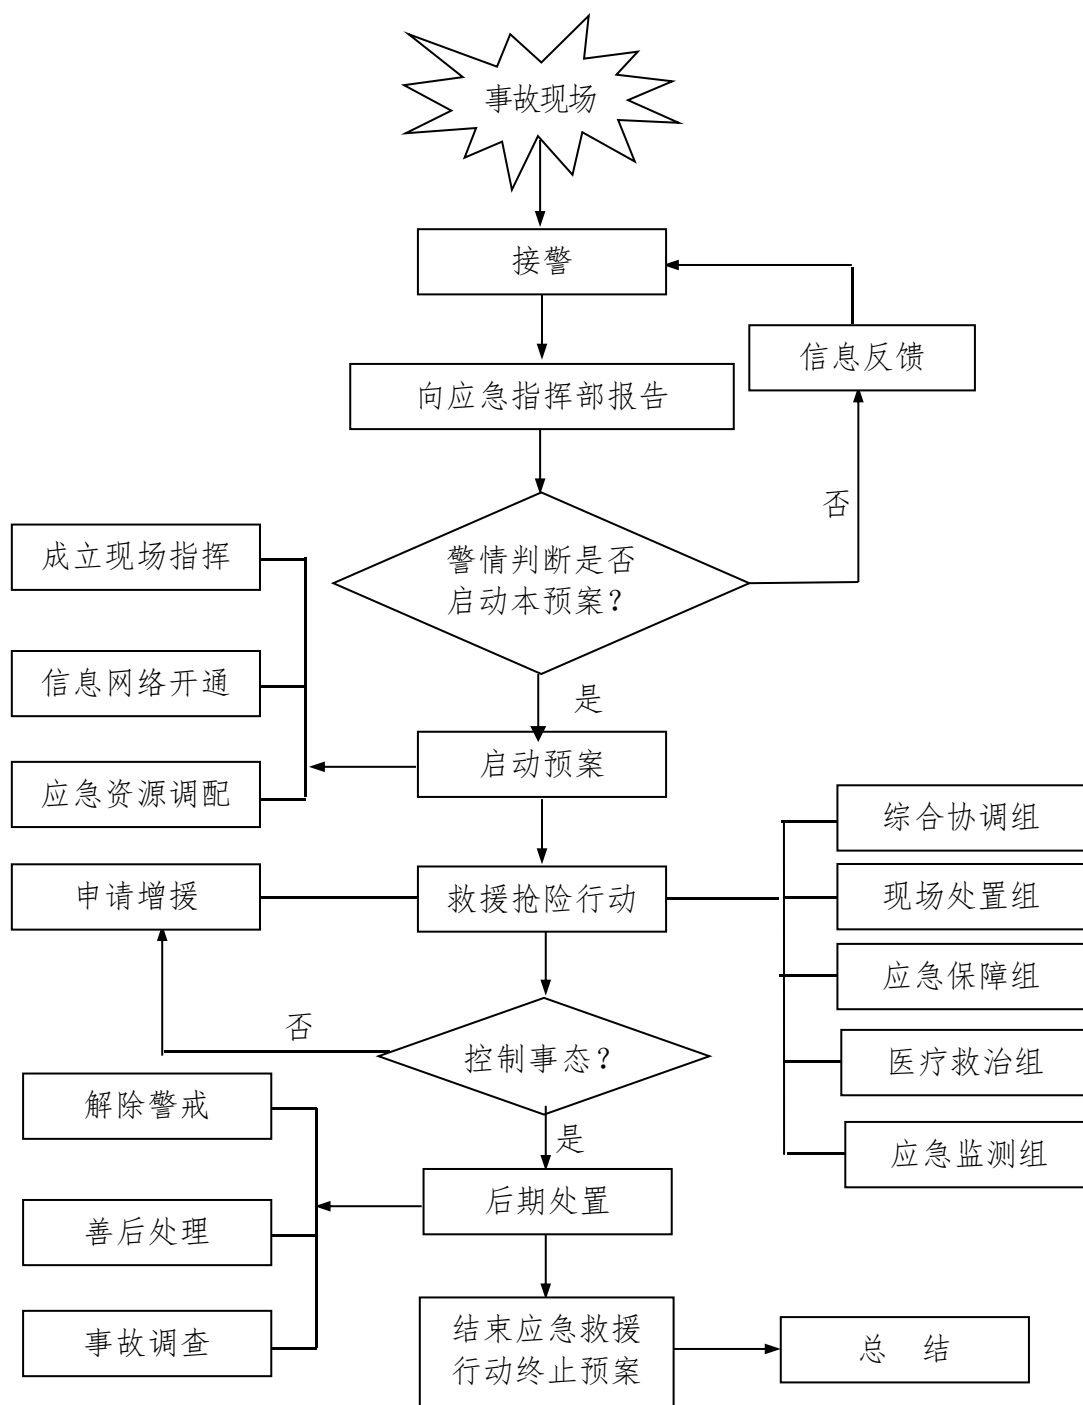 事故现场
接警
信息反馈
向应急指挥部报告
否
警情判断是否
启动本预案？
成立现场指挥
信息网络开通
应急资源调配
是
启动预案
综合协调组
现场处置组
应急保障组
医疗救治组
应急监测组
申请增援
救援抢险行动
否
控制事态？
是
解除警戒
善后处理
事故调查
后期处置
结束应急救援
行动终止预案
总 结